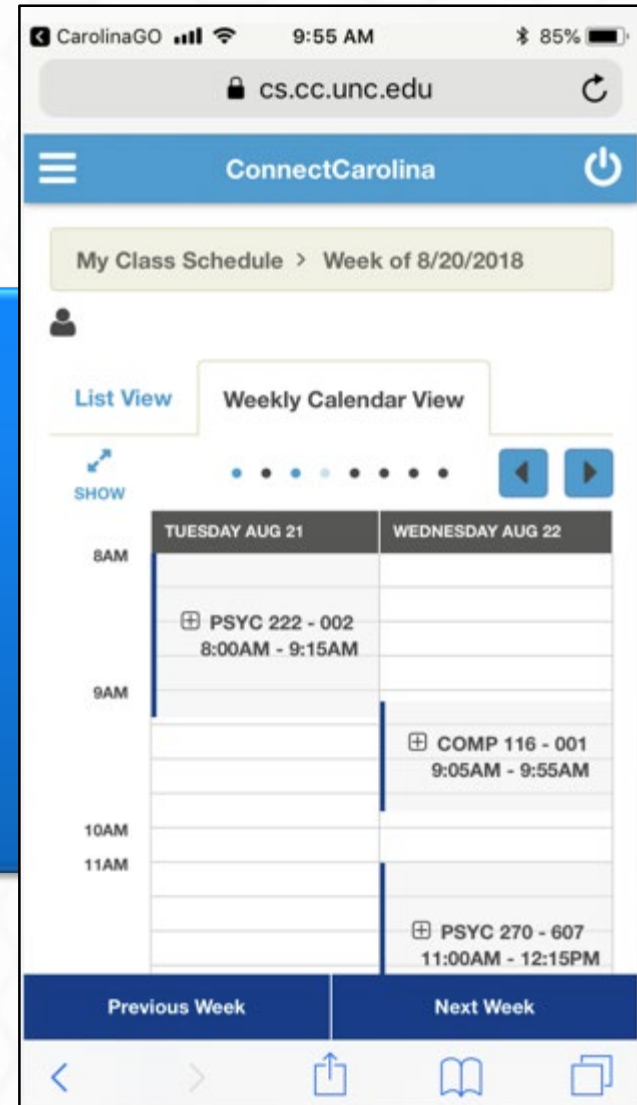 CarolinaGO 9:55 AM 85%
cs.cc.unc.edu
ConnectCarolina
My Class Schedule > Week of 8/20/2018
List View Weekly Calendar View
SHOW
TUESDAY AUG 21 WEDNESDAY AUG 22
8AM
PSYC 222 - 002
8:00AM - 9:15AM
9AM
COMP 116 - 001
9:05AM - 9:55AM
10AM
11AM
PSYC 270 - 607
11:00AM - 12:15PM
Previous Week Next Week